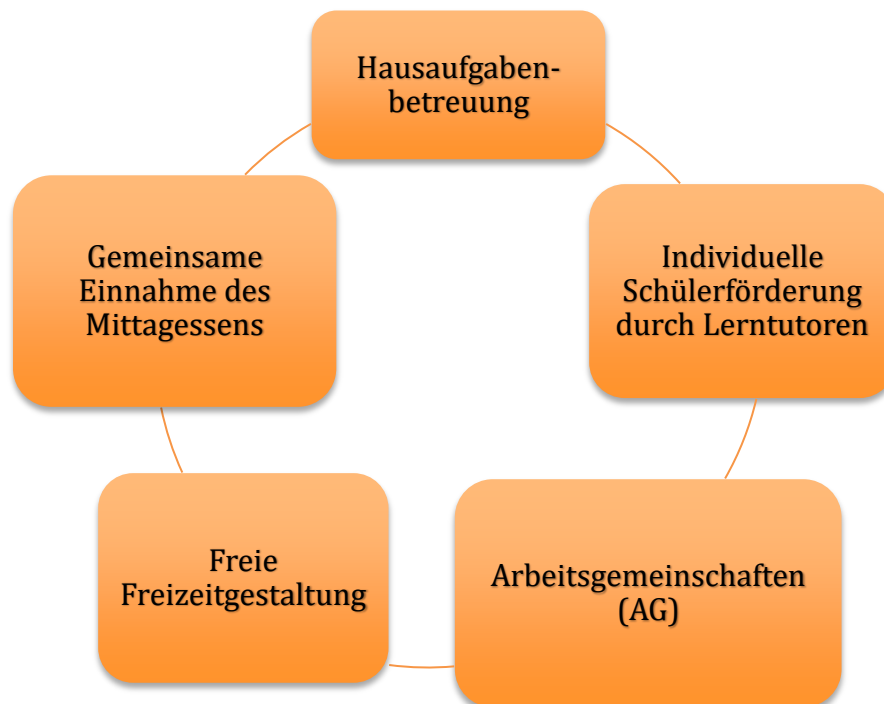 Hausaufgaben-
betreuung
Individuelle
Schülerförderung
durch Lerntutoren
Arbeitsgemeinschaften
(AG)
Freie
Freizeitgestaltung
Gemeinsame
Einnahme des
Mittagessens